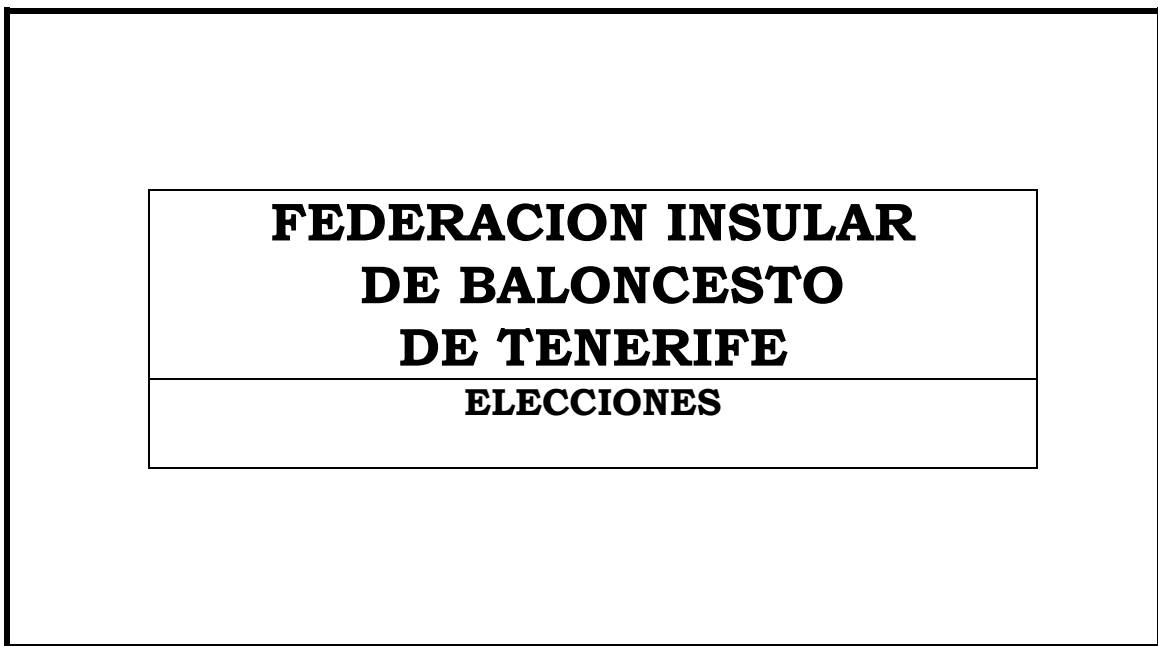 FEDERACION INSULAR
DE BALONCESTO
DE TENERIFE
ELECCIONES